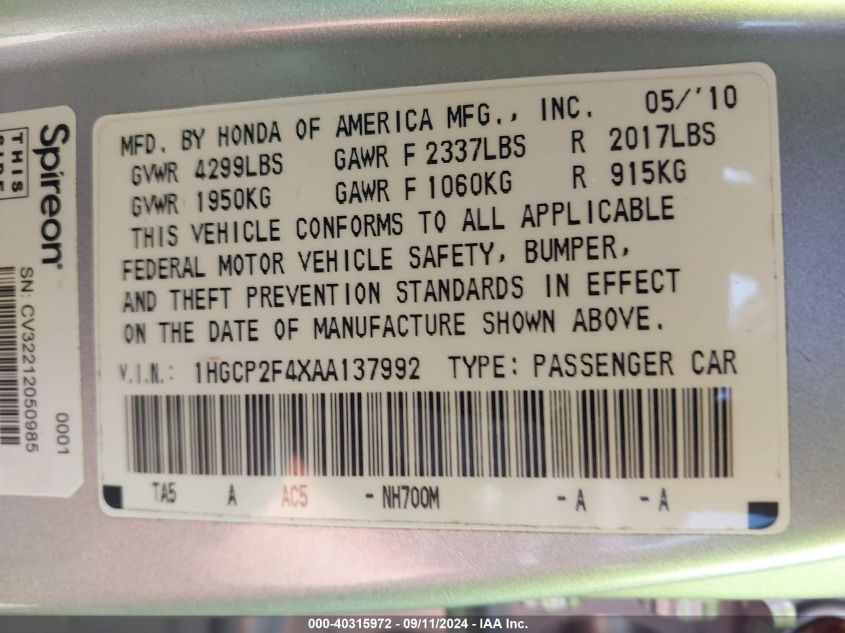 MFD. BY HONDA OF AMERICA MFG., INC. 05/'10
GVWR 4299LBS GAWR F 2337LBS R 2017LBS
GVWR 1950KG GAWR F 1060KG R 915KG
THIS VEHICLE CONFORMS TO ALL APPLICABLE
FEDERAL MOTOR VEHICLE SAFETY, BUMPER,
AND THEFT PREVENTION STANDARDS IN EFFECT
ON THE DATE OF MANUFACTURE SHOWN ABOVE.
V.I.N.: 1HGCP2F4XAA137992 TYPE: PASSENGER CAR
TA5 A AC5 -NH700M -A -A
Spireon
THIS
SIDE
SN: CV32212050985
0001
000-40315972 - 09/11/2024 - IAA Inc.